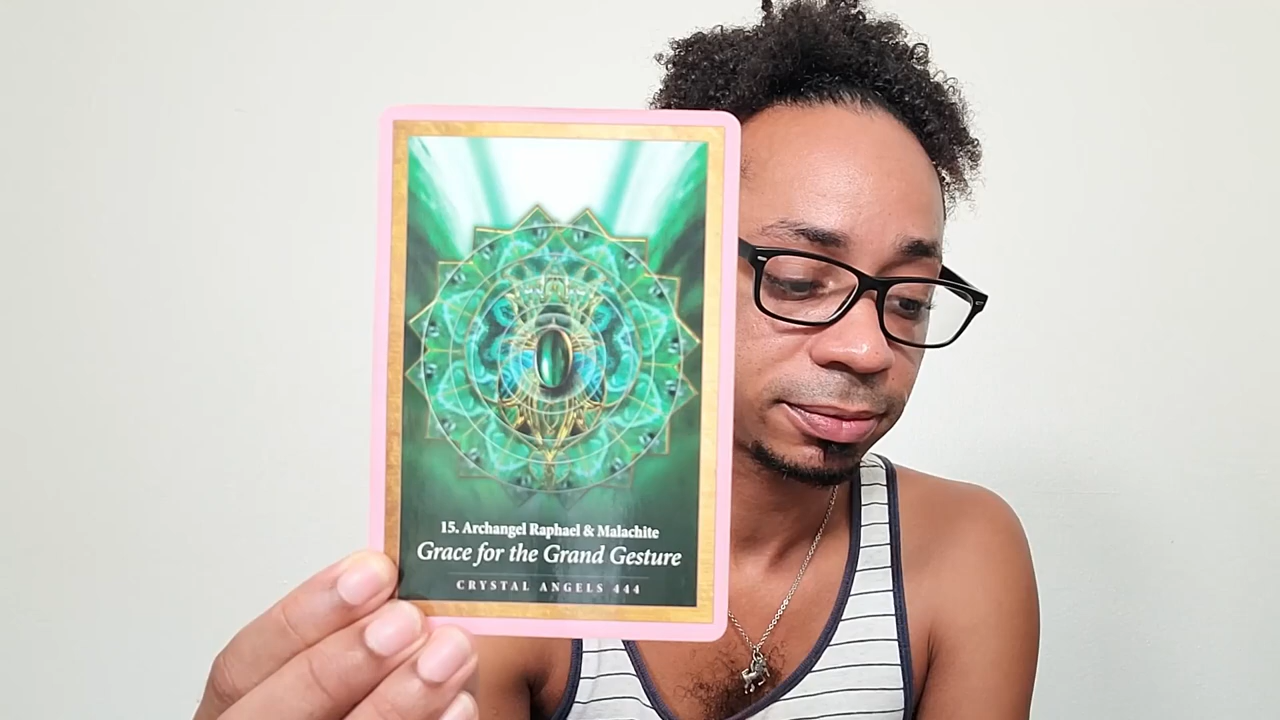 15. Archangel Raphael & Malachite
Grace for the Grand Gesture
CRYSTAL ANGELS 444